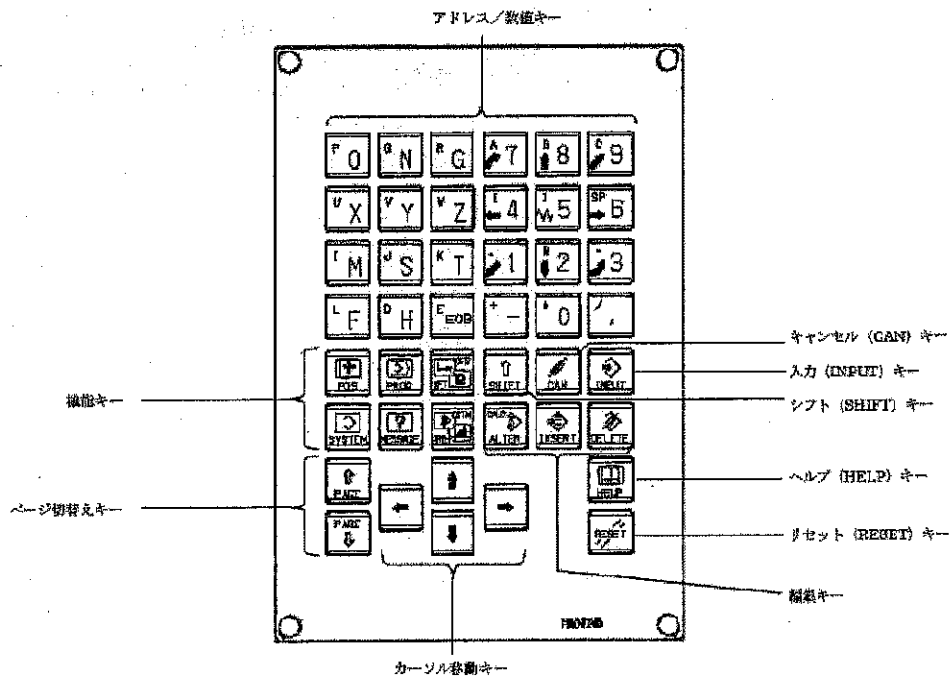 アドレス／数値キー
P O G N R G A 7 B 8 C 9
U X V Y W Z I 4 J 5 SP 6
I M J S K T 1 2 3
L F D H E EOB + - 0 / ,
POS PROG SHIFT CAN INPUT
SYSTEM MESSAGE ALTER INSERT DELETE
PAGE HELP
PAGE RESET
キャンセル (CAN) キー
入力 (INPUT) キー
シフト (SHIFT) キー
機能キー
ヘルプ (HELP) キー
ページ切替えキー
リセット (RESET) キー
編集キー
カーソル移動キー